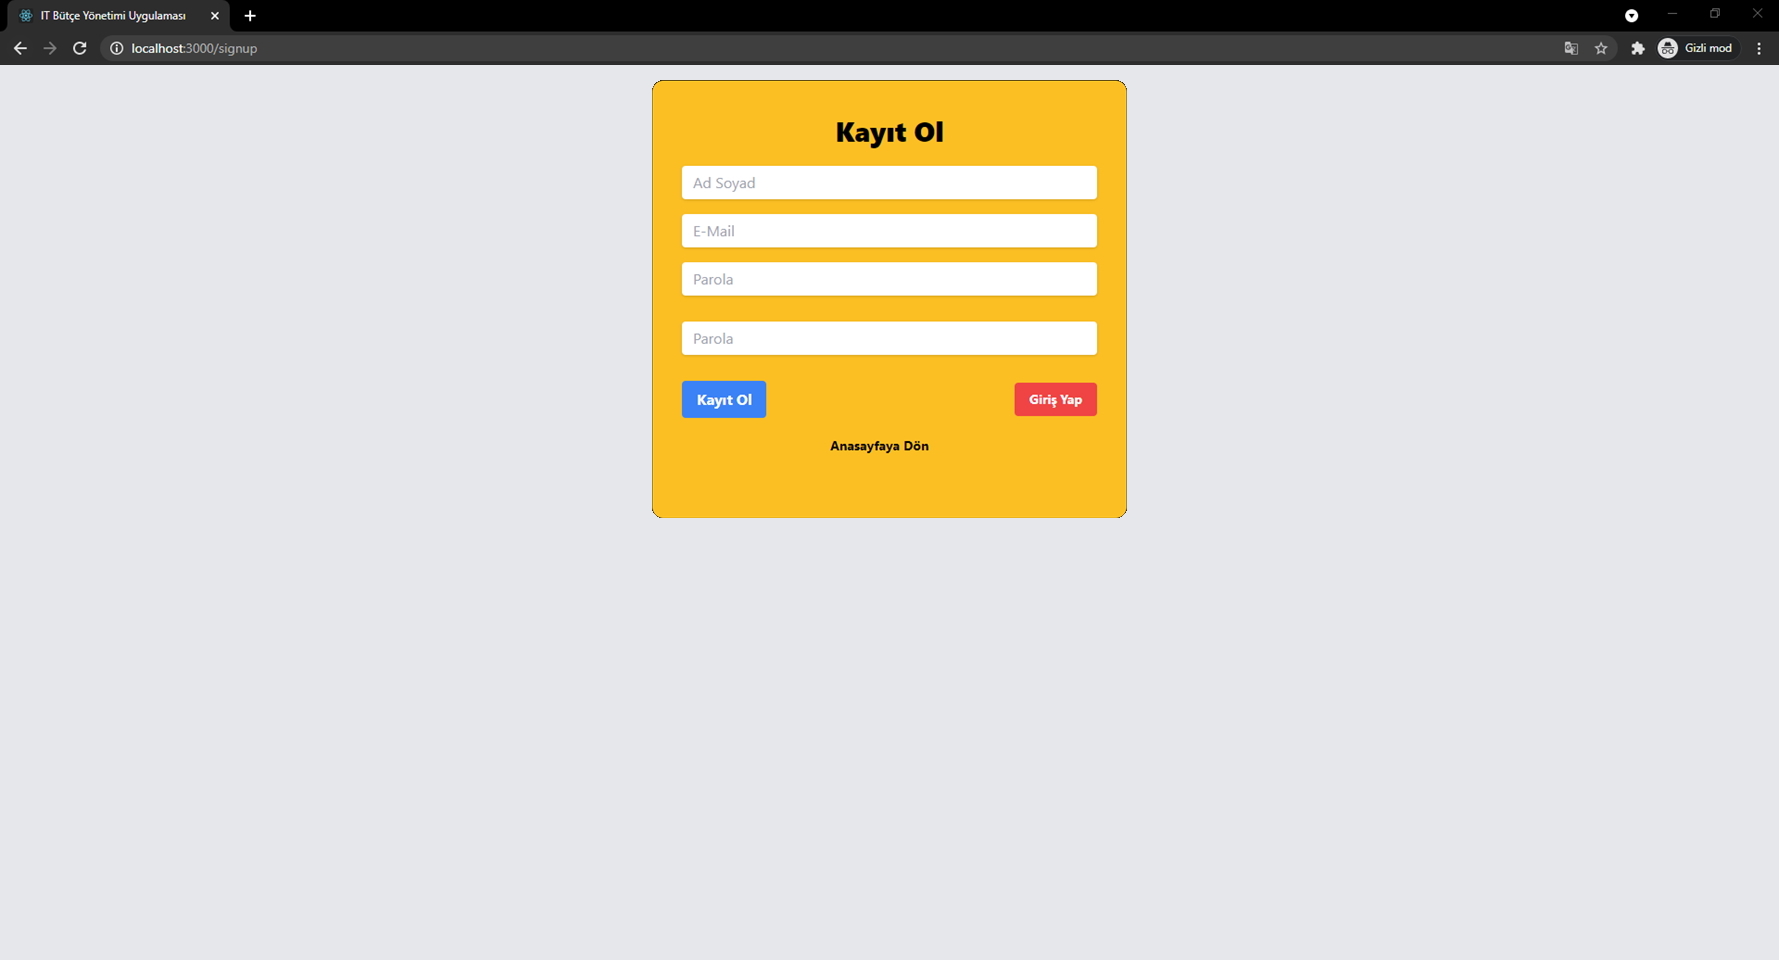 IT Bütçe Yönetimi Uygulaması
localhost:3000/signup
Gizli mod
Kayıt Ol
Ad Soyad
E-Mail
Parola
Parola
Kayıt Ol
Giriş Yap
Anasayfaya Dön